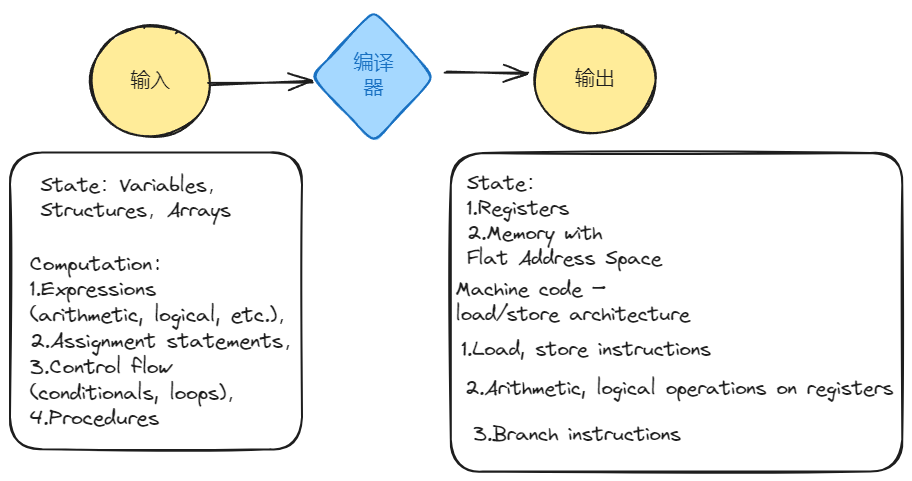 输入
编译
器
输出
State: Variables,
Structures, Arrays
Computation:
1.Expressions
(arithmetic, logical, etc.),
2.Assignment statements,
3.Control flow
(conditionals, loops),
4.Procedures
State:
1.Registers
2.Memory with
Flat Address Space
Machine code –
load/store architecture
1.Load, store instructions
2.Arithmetic, logical operations on registers
3.Branch instructions